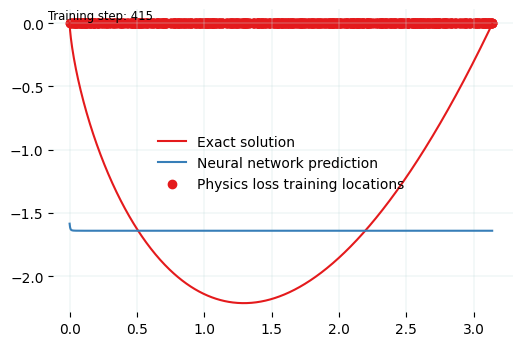 Training step: 415
0.0
−0.5
−1.0
−1.5
−2.0
Exact solution
Neural network prediction
Physics loss training locations
0.0 0.5 1.0 1.5 2.0 2.5 3.0